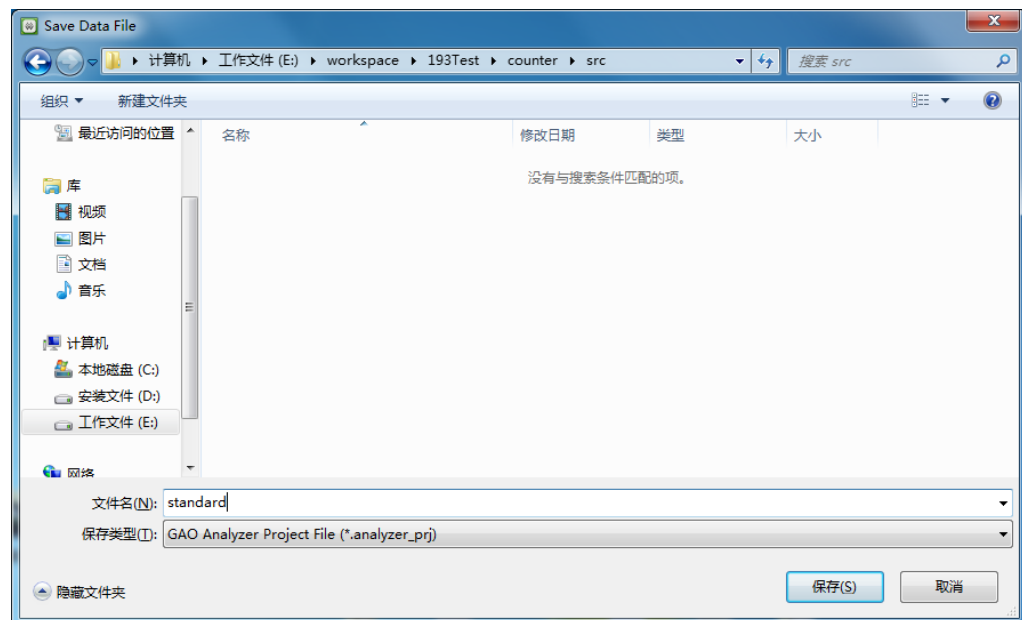 Save Data File
计算机 工作文件 (E:) workspace 193Test counter src 搜索 src
组织 新建文件夹
最近访问的位置 名称 修改日期 类型 大小
没有与搜索条件匹配的项。
库
视频
图片
文档
音乐
计算机
本地磁盘 (C:)
安装文件 (D:)
工作文件 (E:)
网络
文件名(N): standard
保存类型(T): GAO Analyzer Project File (*.analyzer_prj)
隐藏文件夹 保存(S) 取消